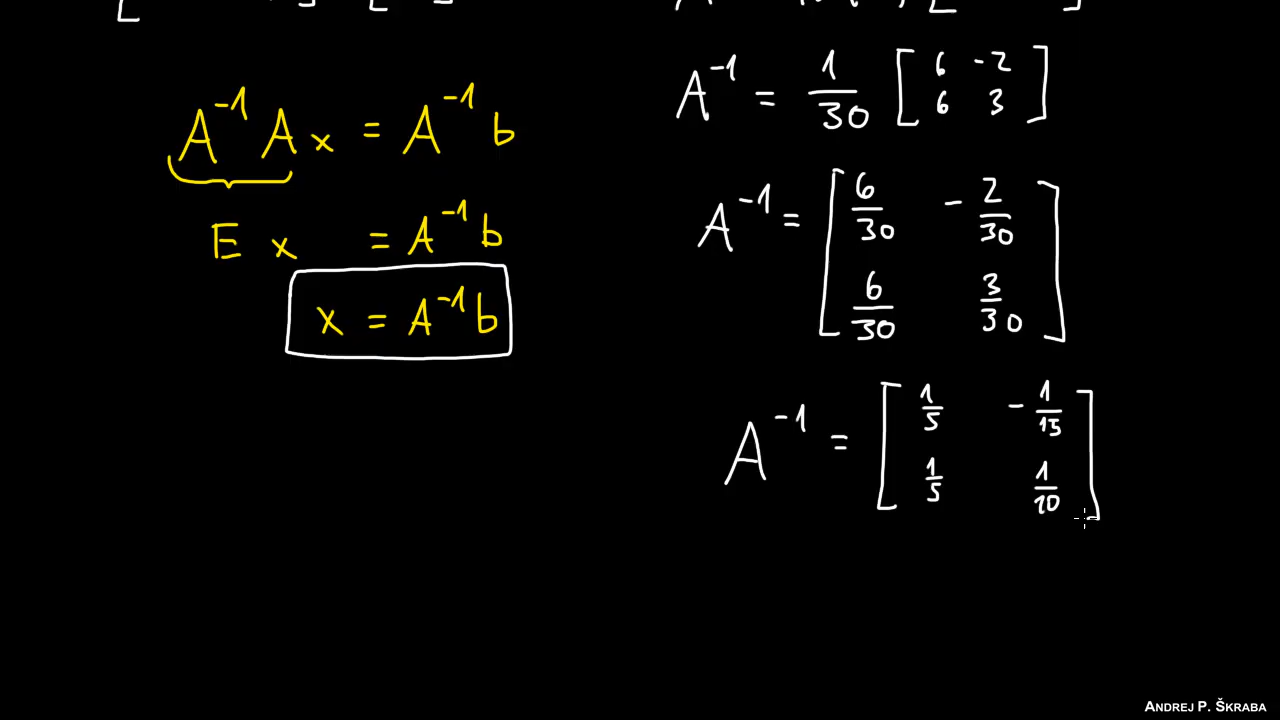 A⁻¹ A x = A⁻¹ b
E x = A⁻¹ b
x = A⁻¹ b
A⁻¹ = 1/30 [ 6 -2
6 3 ]
A⁻¹ = [ 6/30 - 2/30
6/30 3/30 ]
A⁻¹ = [ 1/5 - 1/15
1/5 1/10 ]
ANDREJ P. ŠKRABA